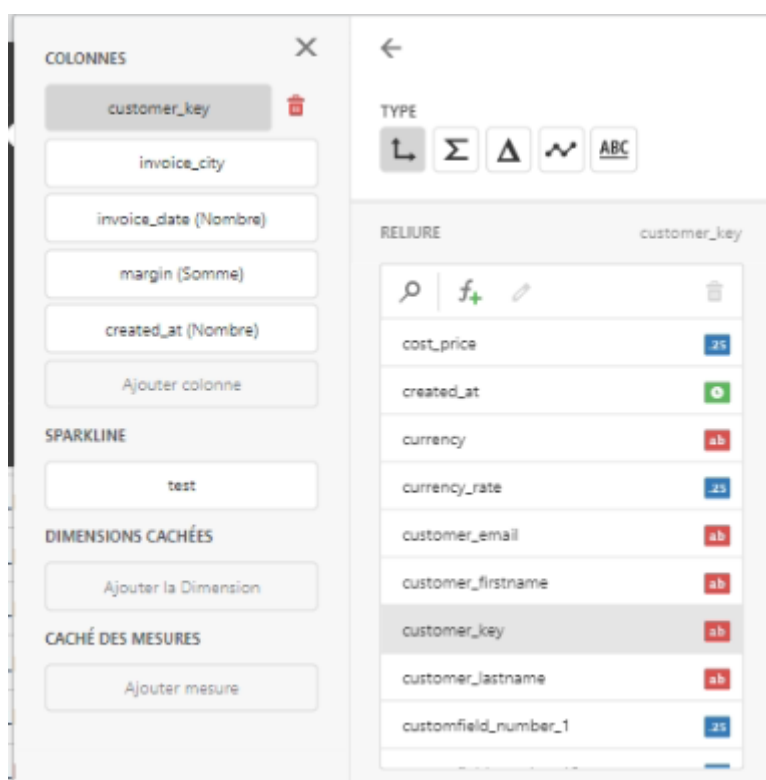 COLONNES
customer_key
invoice_city
invoice_date (Nombre)
margin (Somme)
created_at (Nombre)
Ajouter colonne
SPARKLINE
test
DIMENSIONS CACHÉES
Ajouter la Dimension
CACHÉ DES MESURES
Ajouter mesure
TYPE
Σ Δ ABC
RELIURE customer_key
f+
cost_price .25
created_at
currency ab
currency_rate .25
customer_email ab
customer_firstname ab
customer_key ab
customer_lastname ab
customfield_number_1 .25